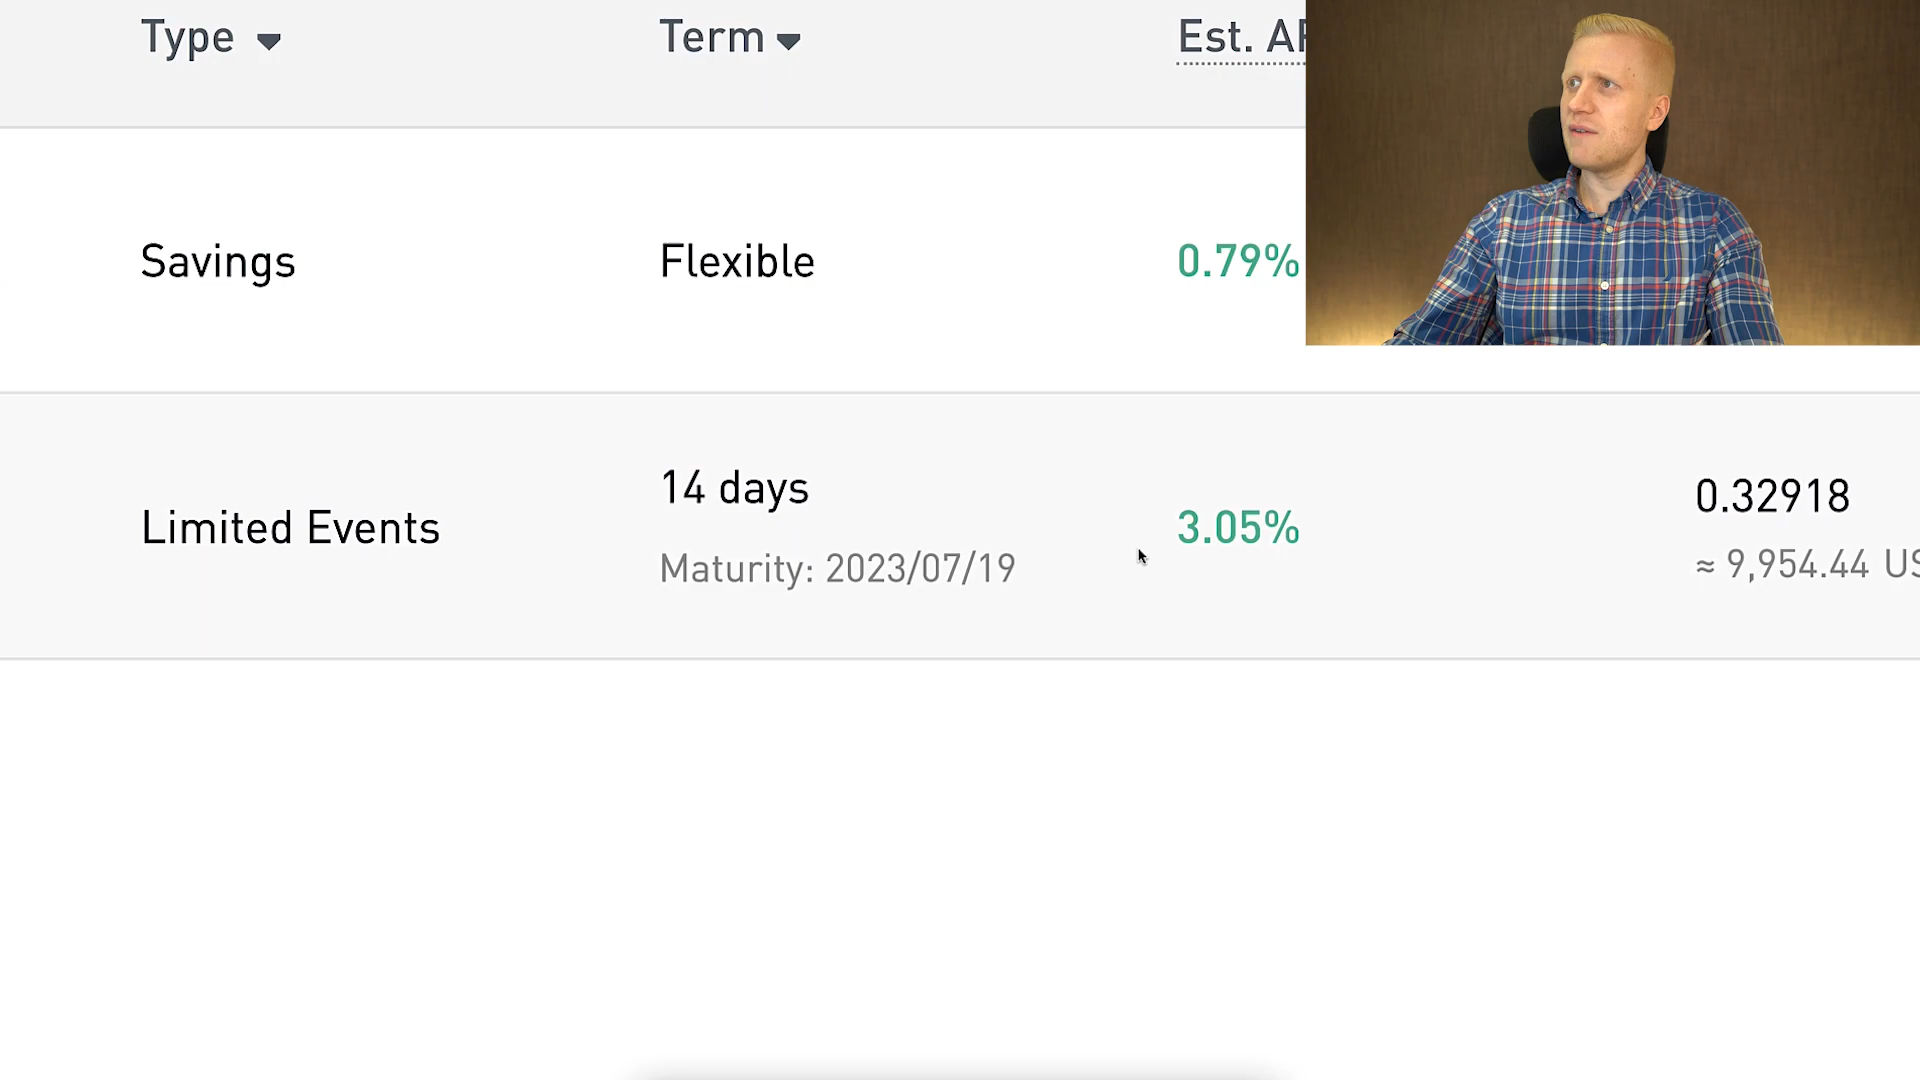 Type Term Est.
Savings Flexible 0.79%
14 days
Limited Events 3.05% 0.32918
Maturity: 2023/07/19 ≈ 9,954.44